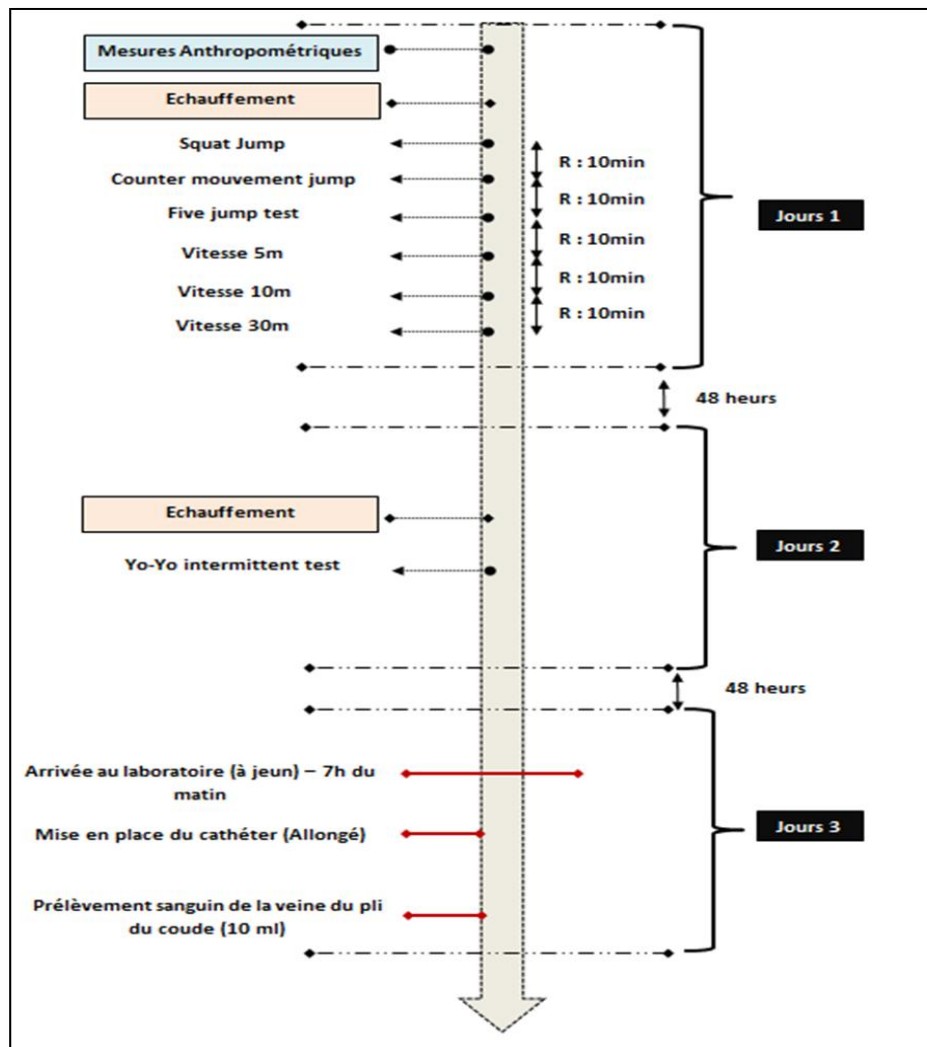 Mesures Anthropométriques
Echauffement
Squat Jump
R : 10min
Counter mouvement jump
R : 10min
Five jump test
Jours 1
R : 10min
Vitesse 5m
R : 10min
Vitesse 10m
R : 10min
Vitesse 30m
48 heurs
Echauffement
Jours 2
Yo-Yo intermittent test
48 heurs
Arrivée au laboratoire (à jeun) – 7h du
matin
Mise en place du cathéter (Allongé)
Jours 3
Prélèvement sanguin de la veine du pli
du coude (10 ml)